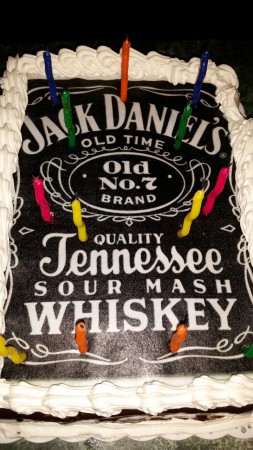 JACK DANIEL'S®
OLD TIME
Old
No. 7
BRAND
QUALITY
Tennessee
SOUR MASH
WHISKEY